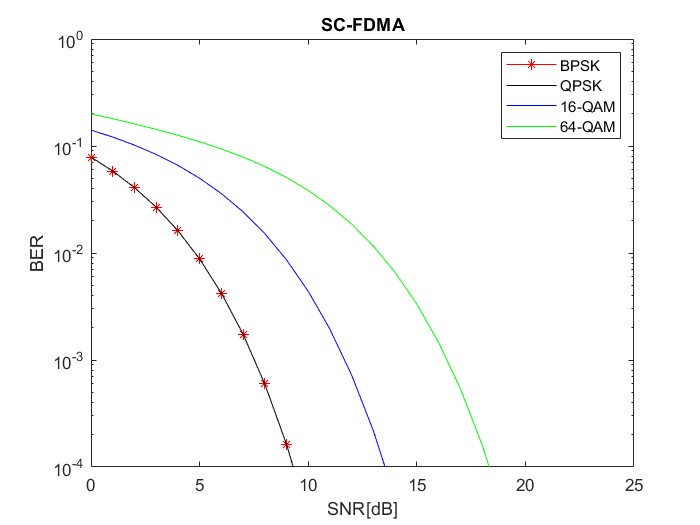 SC-FDMA
10^0
10^-1
10^-2
10^-3
10^-4
BER
BPSK
QPSK
16-QAM
64-QAM
0 5 10 15 20 25
SNR[dB]